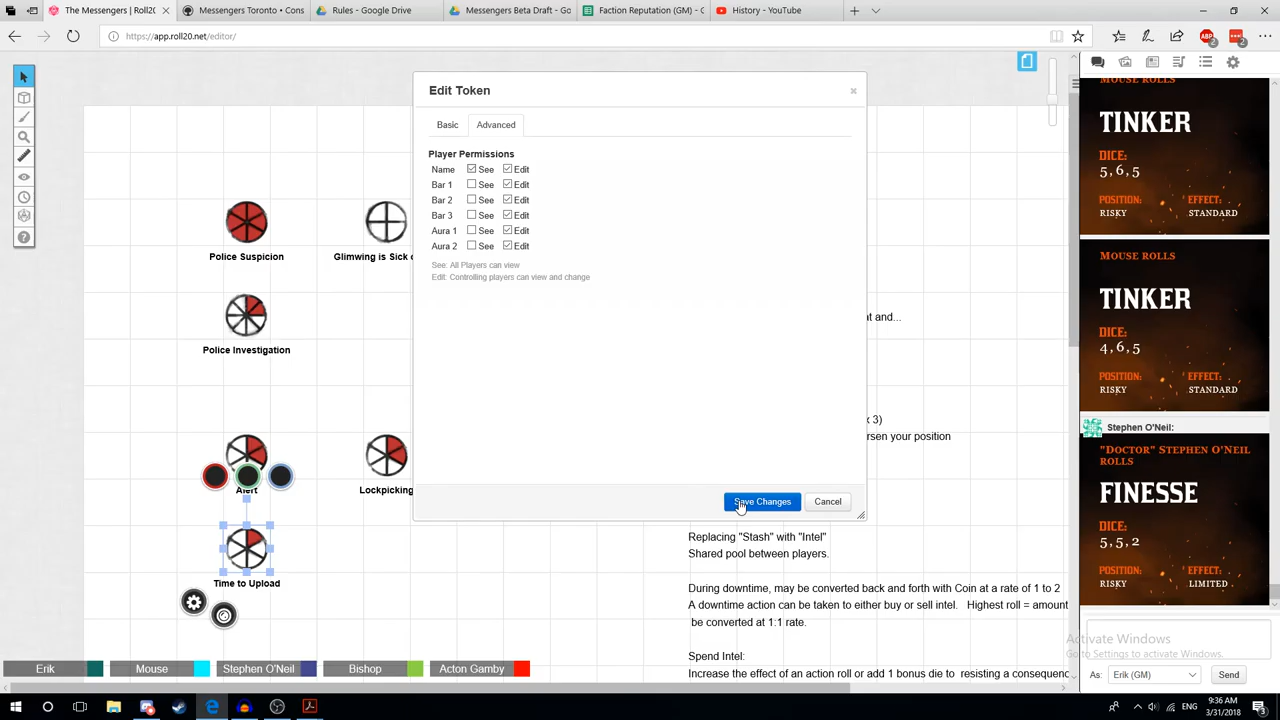 The Messengers | Roll20
Messengers Toronto • Cons
Rules - Google Drive
Messengers Beta Draft - Go
Faction Reputation (GM) - G
History - YouTube
https://app.roll20.net/editor/
2
2
Edit Token
Basic
Advanced
Player Permissions
Name See Edit
Bar 1 See Edit
Bar 2 See Edit
Bar 3 See Edit
Aura 1 See Edit
Aura 2 See Edit
See: All Players can view
Edit: Controlling players can view and change
Save Changes
Cancel
Police Suspicion
Glimwing is Sick o
Police Investigation
Alert
Lockpicking
Time to Upload
at and...
x 3)
rsen your position
Replacing "Stash" with "Intel"
Shared pool between players.
During downtime, may be converted back and forth with Coin at a rate of 1 to 2
A downtime action can be taken to either buy or sell intel. Highest roll = amount
be converted at 1:1 rate.
Spend Intel:
Increase the effect of an action roll or add 1 bonus die to resisting a consequenc
MOUSE ROLLS
TINKER
DICE:
5, 6, 5
POSITION: EFFECT:
RISKY STANDARD
MOUSE ROLLS
TINKER
DICE:
4, 6, 5
POSITION: EFFECT:
RISKY STANDARD
Stephen O'Neil:
"DOCTOR" STEPHEN O'NEIL
ROLLS
FINESSE
DICE:
5, 5, 2
POSITION: EFFECT:
RISKY LIMITED
Activate Windows
Go to Settings to activate Windows.
As: Erik (GM) Send
Erik
Mouse
Stephen O'Neil
Bishop
Acton Gamby
ENG
9:36 AM
3/31/2018
3